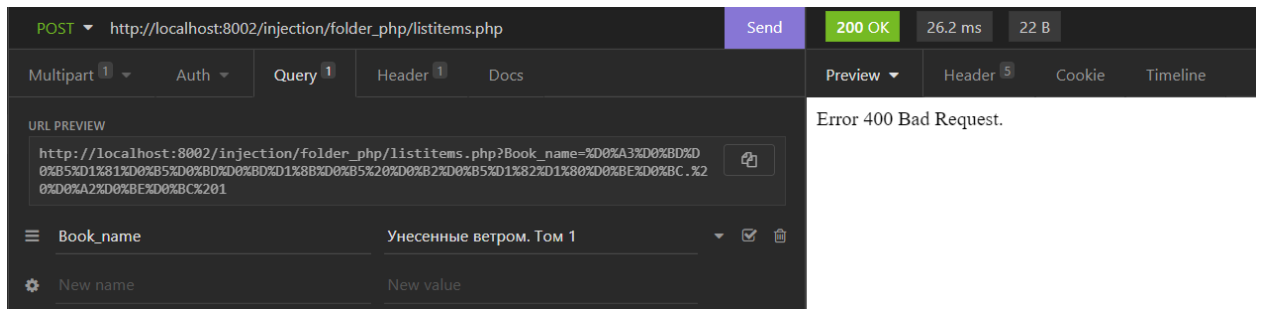 POST http://localhost:8002/injection/folder_php/listitems.php Send 200 OK 26.2 ms 22 B
Multipart 1 Auth Query 1 Header 1 Docs Preview Header 5 Cookie Timeline
URL PREVIEW
http://localhost:8002/injection/folder_php/listitems.php?Book_name=%D0%A3%D0%BD%D
0%B5%D1%81%D0%B5%D0%BD%D0%BD%D1%8B%D0%B5%20%D0%B2%D0%B5%D1%82%D1%80%D0%BE%D0%BC.%2
0%D0%A2%D0%BE%D0%BC%201
Book_name Унесенные ветром. Том 1
New name New value
Error 400 Bad Request.